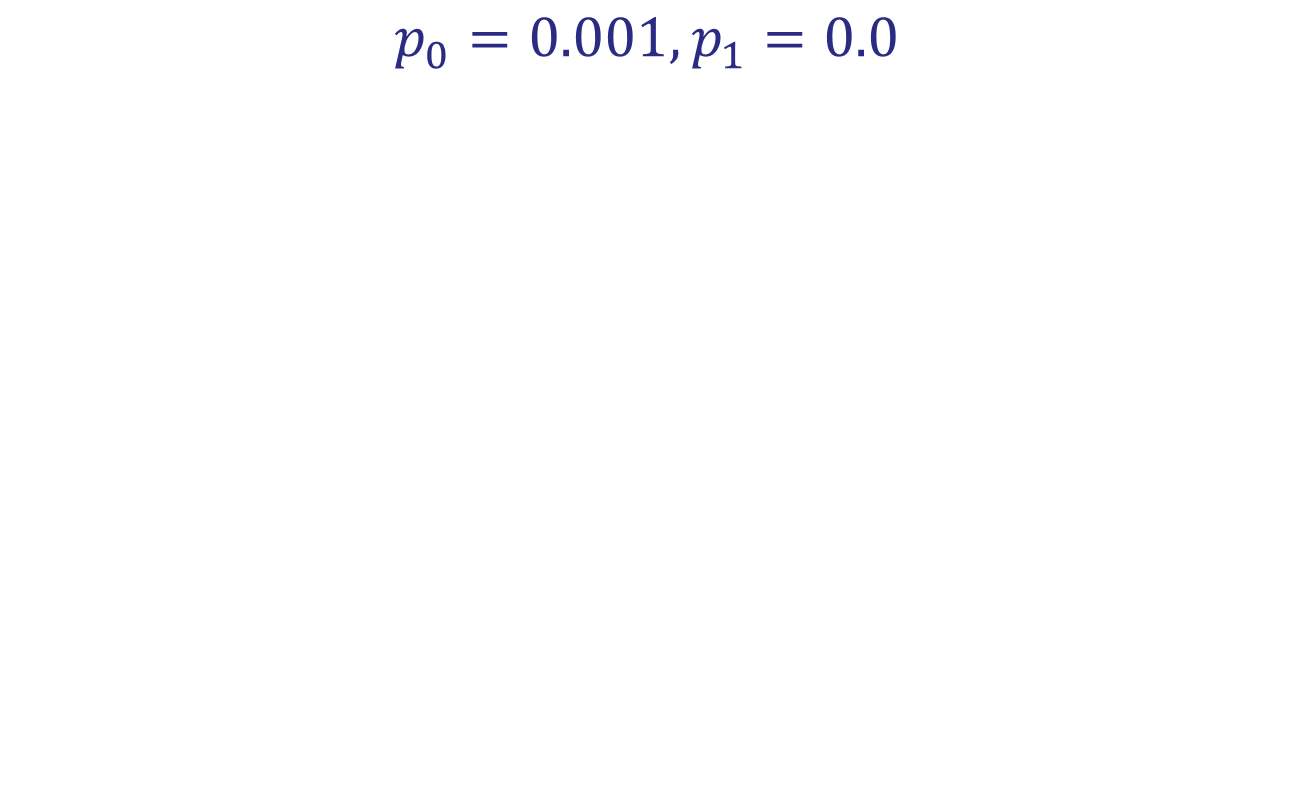 p₀ = 0.001, p₁ = 0.0